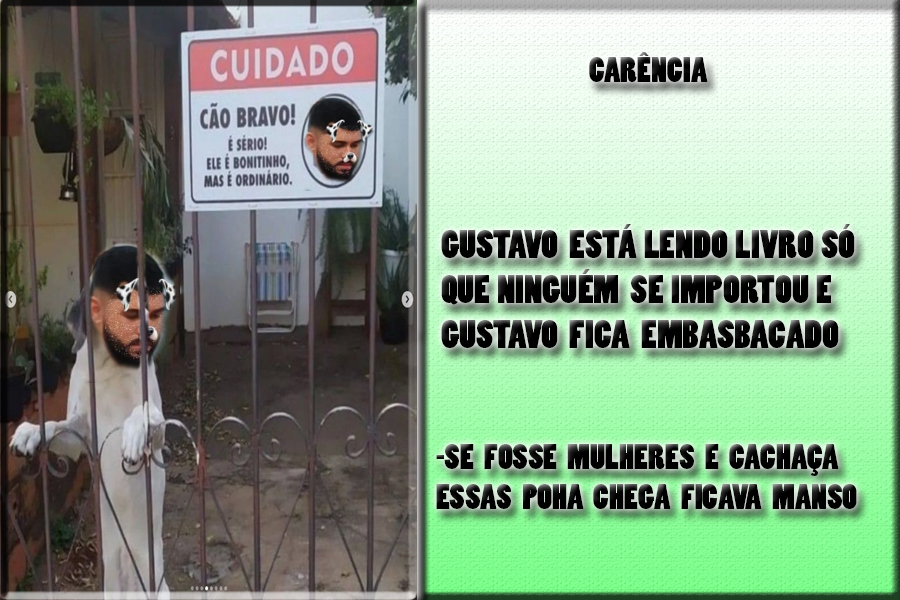 CUIDADO
CÃO BRAVO!
É SÉRIO!
ELE É BONITINHO,
MAS É ORDINÁRIO.
CARÊNCIA
GUSTAVO ESTÁ LENDO LIVRO SÓ
QUE NINGUÉM SE IMPORTOU E
GUSTAVO FICA EMBASBACADO
-SE FOSSE MULHERES E CACHAÇA
ESSAS POHA CHEGA FICAVA MANSO